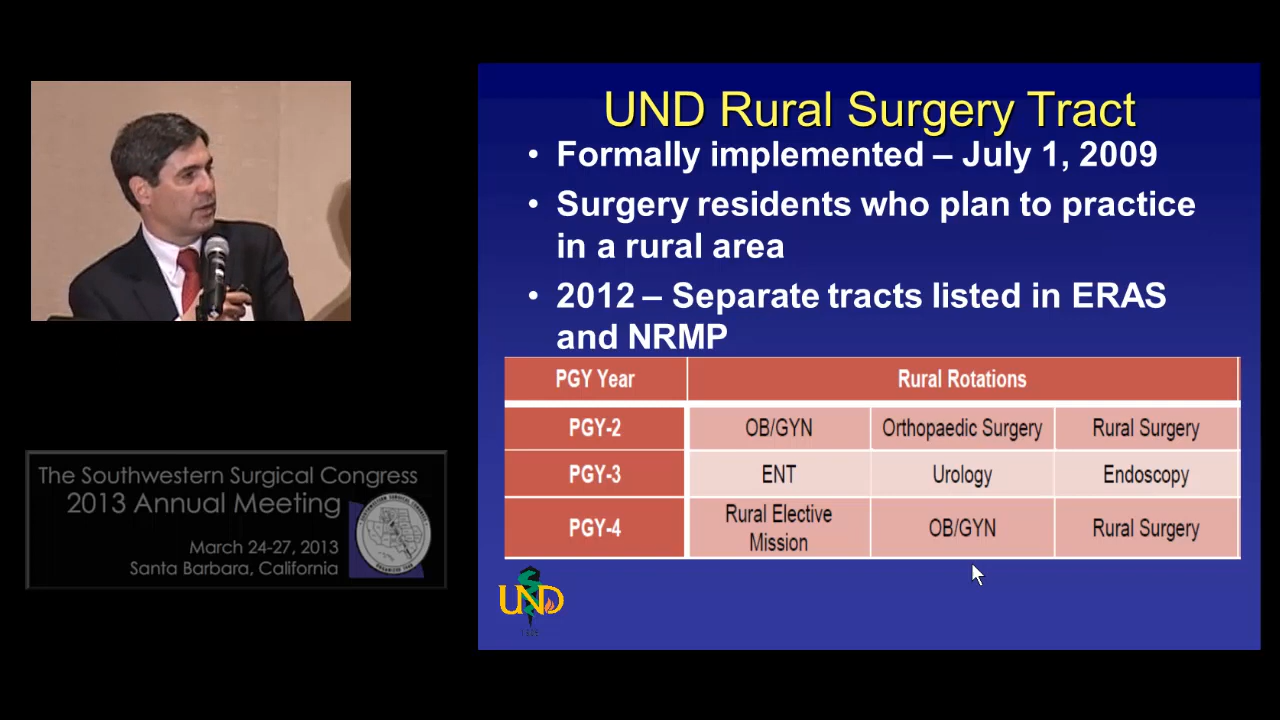 UND Rural Surgery Tract
• Formally implemented – July 1, 2009
• Surgery residents who plan to practice
in a rural area
• 2012 – Separate tracts listed in ERAS
and NRMP
PGY Year Rural Rotations
PGY-2 OB/GYN Orthopaedic Surgery Rural Surgery
PGY-3 ENT Urology Endoscopy
PGY-4 Rural Elective Mission OB/GYN Rural Surgery
UND
The Southwestern Surgical Congress
2013 Annual Meeting
March 24-27, 2013
Santa Barbara, California